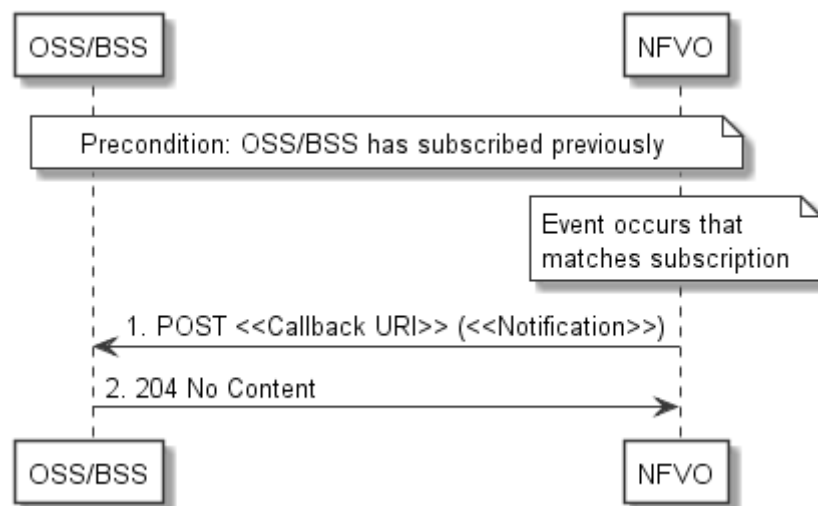 OSS/BSS
NFVO
Precondition: OSS/BSS has subscribed previously
Event occurs that
matches subscription
1. POST <<Callback URI>> (<<Notification>>)
2. 204 No Content
OSS/BSS
NFVO